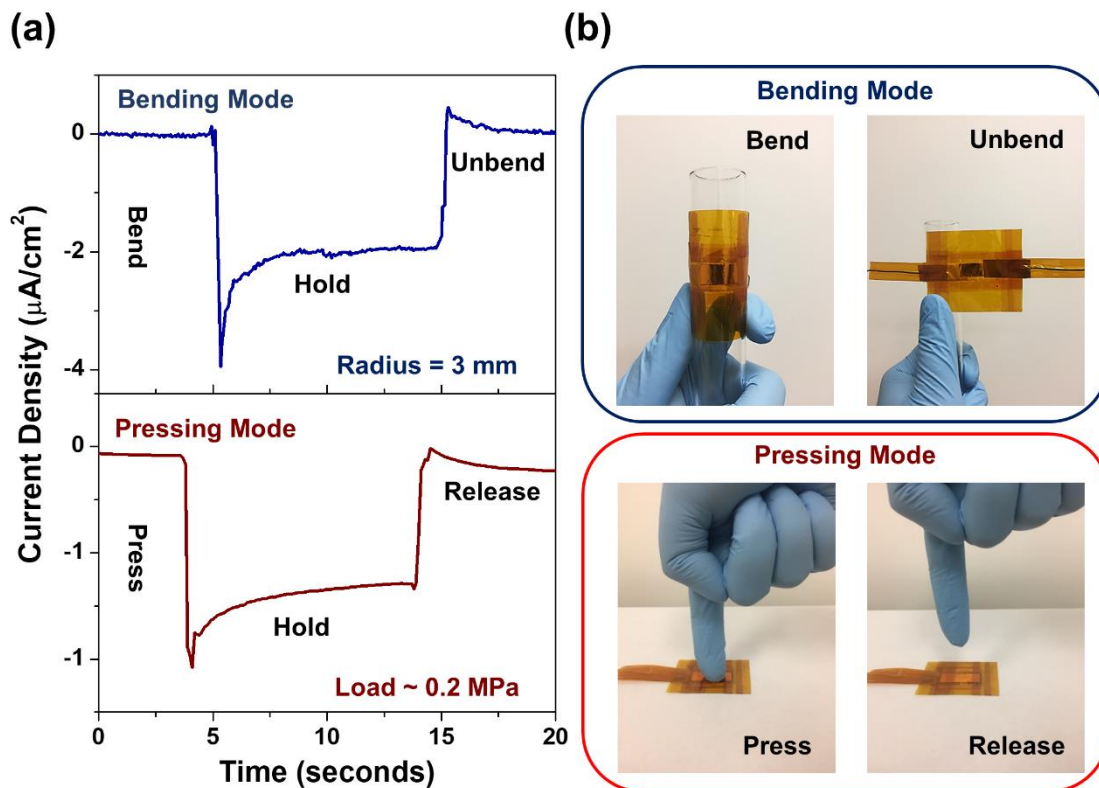 (a)
Bending Mode
Bend
Hold
Unbend
Radius = 3 mm
0
-2
-4
Pressing Mode
Press
Hold
Release
Load ~ 0.2 MPa
0
-1
-1
Current Density (μA/cm²)
0 5 10 15 20
Time (seconds)
(b)
Bending Mode
Bend
Unbend
Pressing Mode
Press
Release